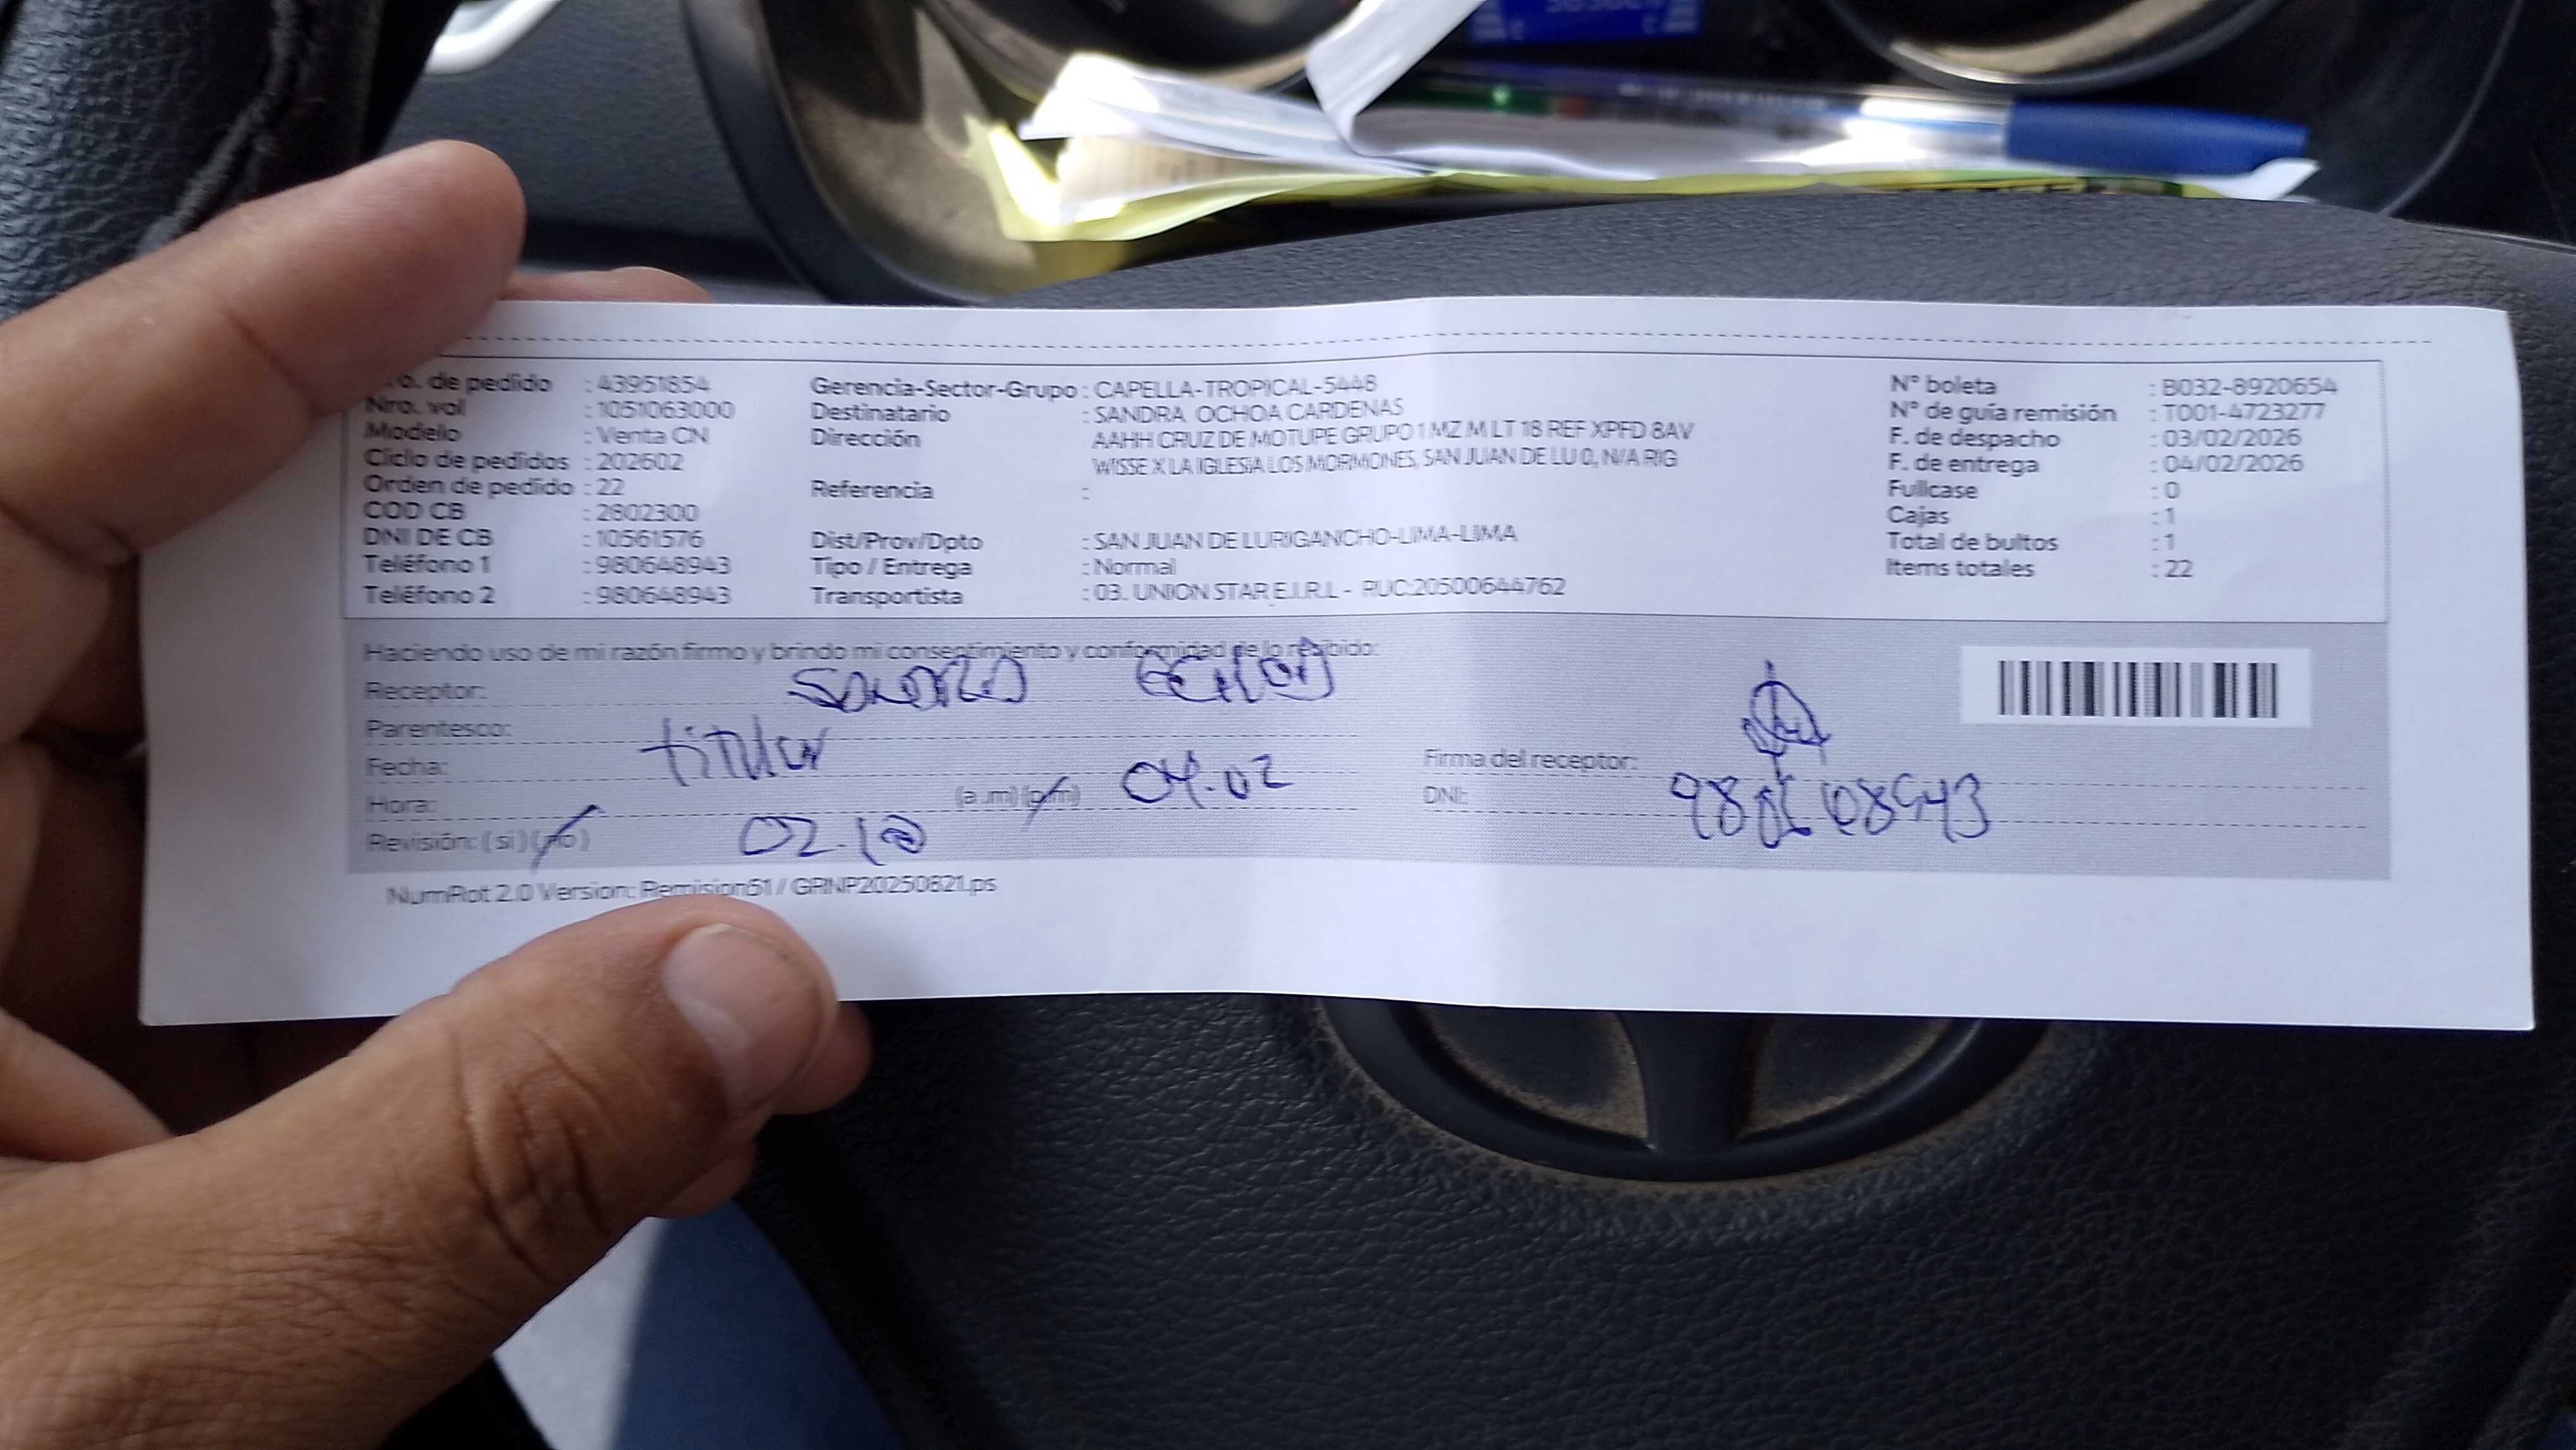 o. de pedido : 43951854 Gerencia-Sector-Grupo : CAPELLA-TROPICAL-5448 N° boleta : B032-8920654
Nro. vol : 1051063000 Destinatario : SANDRA OCHOA CARDENAS N° de guía remisión : T001-4723277
Modelo : Venta CN Dirección AAHH CRUZ DE MOTUPE GRUPO 1 MZ M LT 18 REF XPFD 8AV F. de despacho : 03/02/2026
Ciclo de pedidos : 202602 WISSE X LA IGLESIA LOS MORMONES, SAN JUAN DE LU 0, N/A RIG F. de entrega : 04/02/2026
Orden de pedido : 22 Referencia : Fullcase : 0
COD CB : 2802300 Cajas : 1
DNI DE CB : 10561576 Dist/Prov/Dpto : SAN JUAN DE LURIGANCHO-LIMA-LIMA Total de bultos : 1
Teléfono 1 : 980648943 Tipo / Entrega : Normal Items totales : 22
Teléfono 2 : 980648943 Transportista : 03. UNION STAR E.I.R.L - RUC:20500644762
Haciendo uso de mi razón firmo y brindo mi consentimiento y conformidad de lo recibido:
Receptor: SANDRA
Parentesco: titular
Fecha: 04.02 Firma del receptor:
Hora: (a.m) (p.m) DNI:
Revisión: (si) (no) 02.10
NumRot 2.0 Version: Remision61 / GRNP20250821.ps